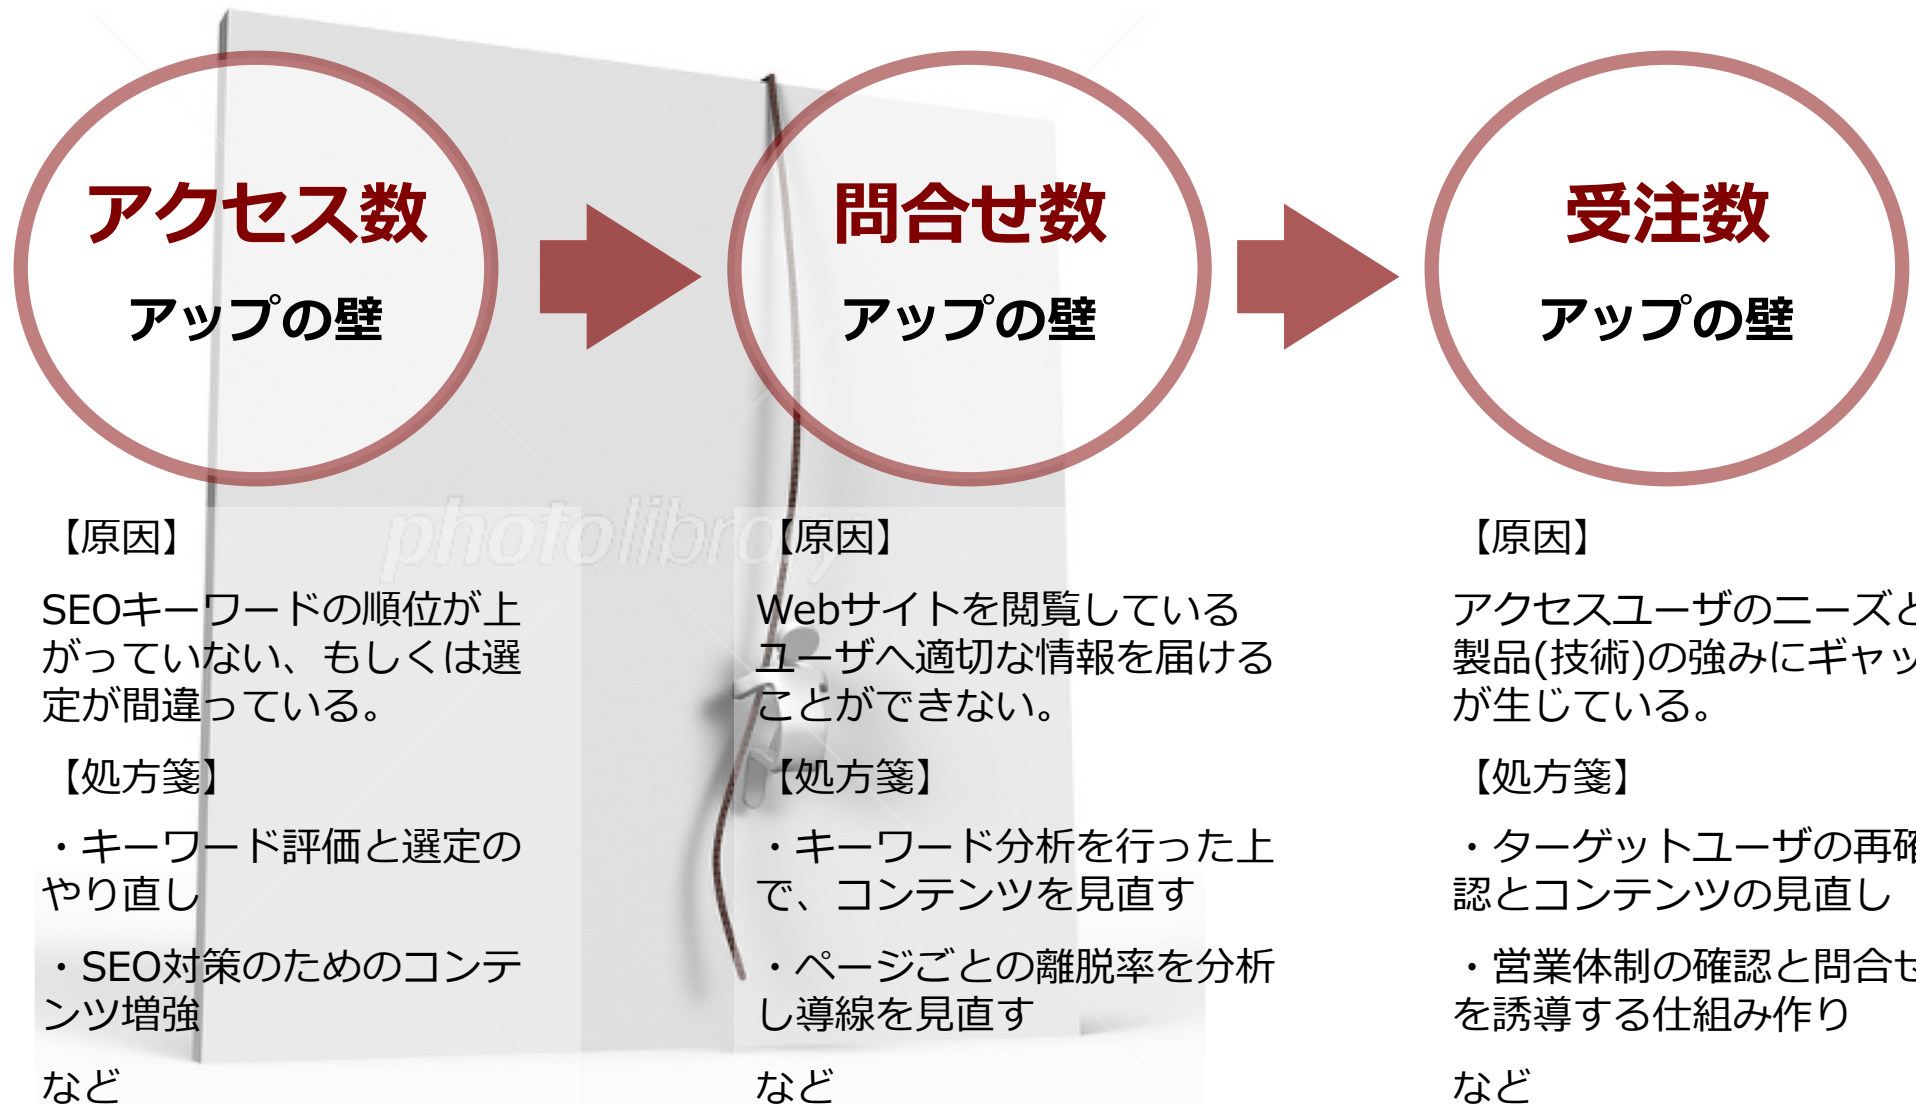 アクセス数
アップの壁
【原因】
SEOキーワードの順位が上
がっていない、もしくは選
定が間違っている。
【処方箋】
・キーワード評価と選定の
やり直し
・SEO対策のためのコンテ
ンツ増強
など
問合せ数
アップの壁
【原因】
Webサイトを閲覧している
ユーザへ適切な情報を届ける
ことができない。
【処方箋】
・キーワード分析を行った上
で、コンテンツを見直す
・ページごとの離脱率を分析
し導線を見直す
など
受注数
アップの壁
【原因】
アクセスユーザのニーズと
製品(技術)の強みにギャッ
が生じている。
【処方箋】
・ターゲットユーザの再確
認とコンテンツの見直し
・営業体制の確認と問合せ
を誘導する仕組み作り
など
photolibrary